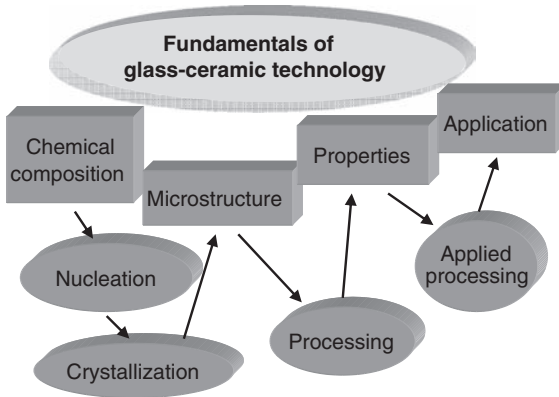 Fundamentals of
glass-ceramic technology
Chemical
composition
Microstructure
Properties
Application
Nucleation
Crystallization
Processing
Applied
processing